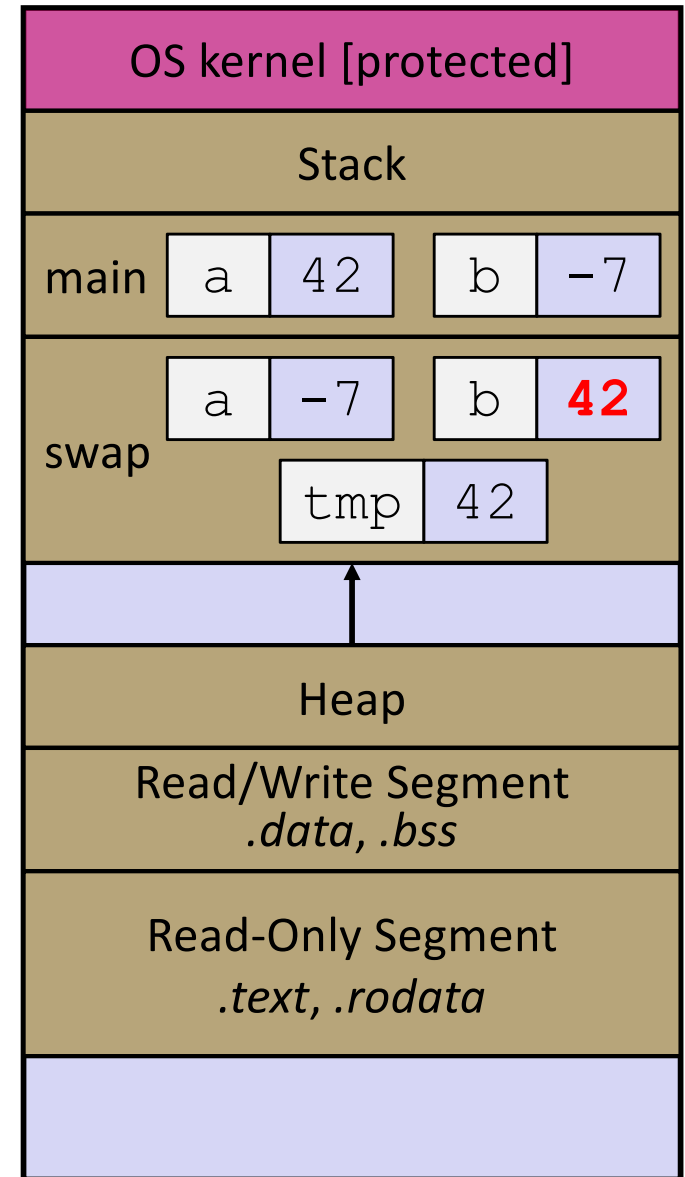 OS kernel [protected]
Stack
main a 42 b -7
a -7 b 42
swap
tmp 42
Heap
Read/Write Segment
.data, .bss
Read-Only Segment
.text, .rodata